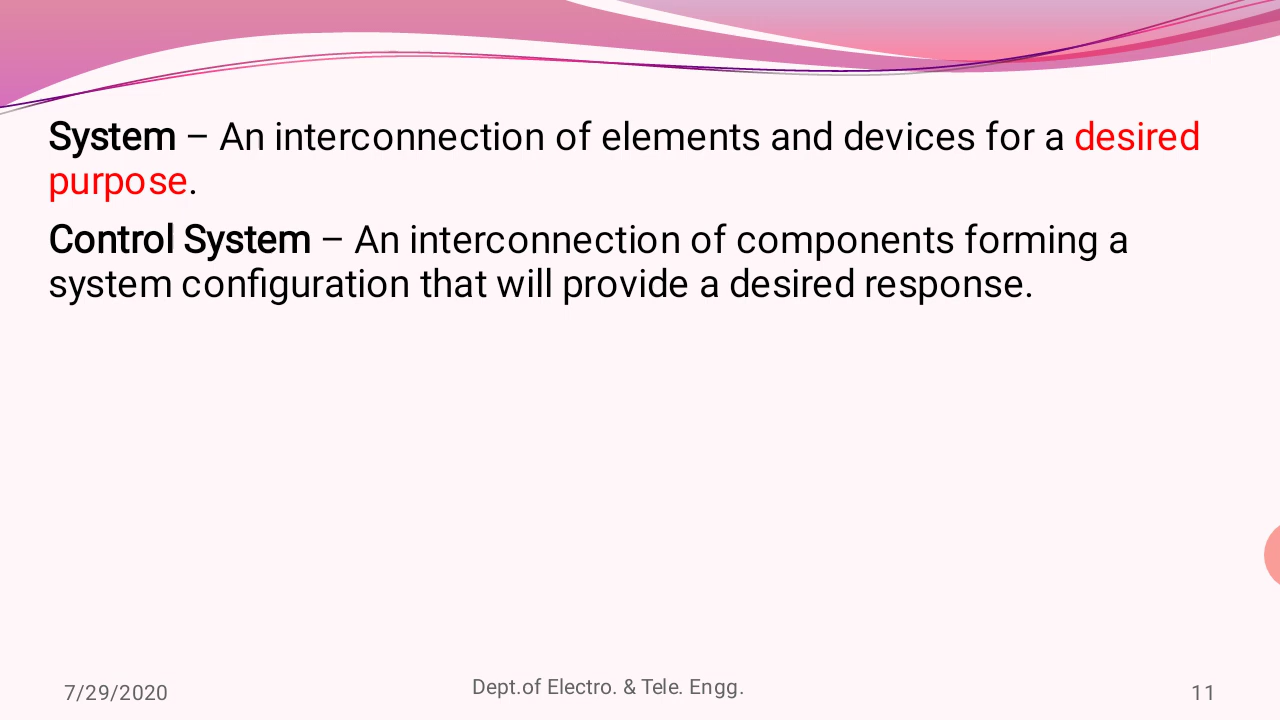 System – An interconnection of elements and devices for a desired
purpose.
Control System – An interconnection of components forming a
system configuration that will provide a desired response.
7/29/2020
Dept.of Electro. & Tele. Engg.
11